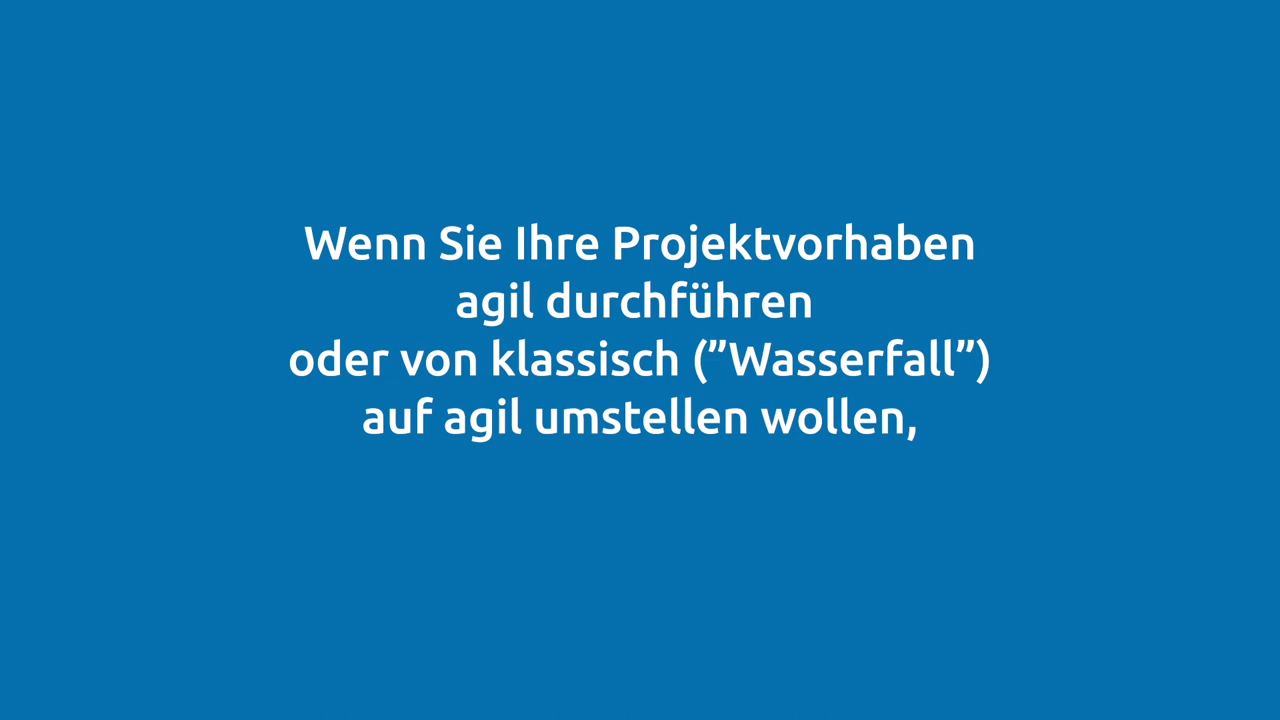 Wenn Sie Ihre Projektvorhaben
agil durchführen
oder von klassisch (”Wasserfall”)
auf agil umstellen wollen,